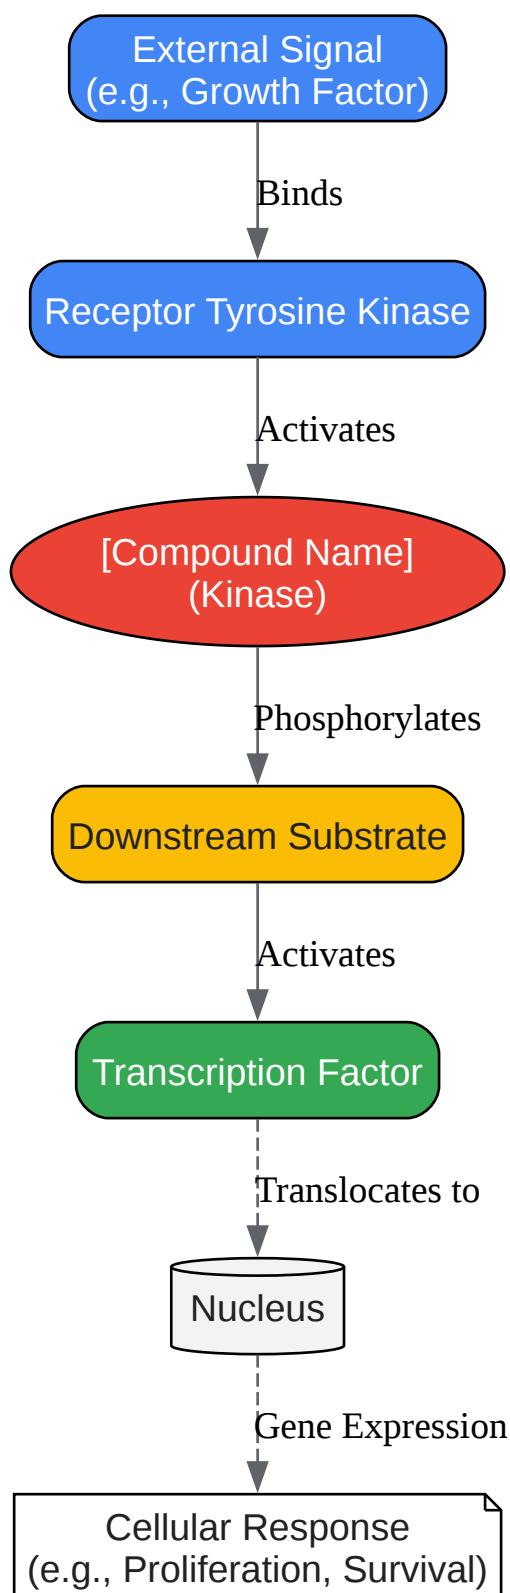 External Signal
(e.g., Growth Factor)
Binds
Receptor Tyrosine Kinase
Activates
[Compound Name]
(Kinase)
Phosphorylates
Downstream Substrate
Activates
Transcription Factor
Translocates to
Nucleus
Gene Expression
Cellular Response
(e.g., Proliferation, Survival)